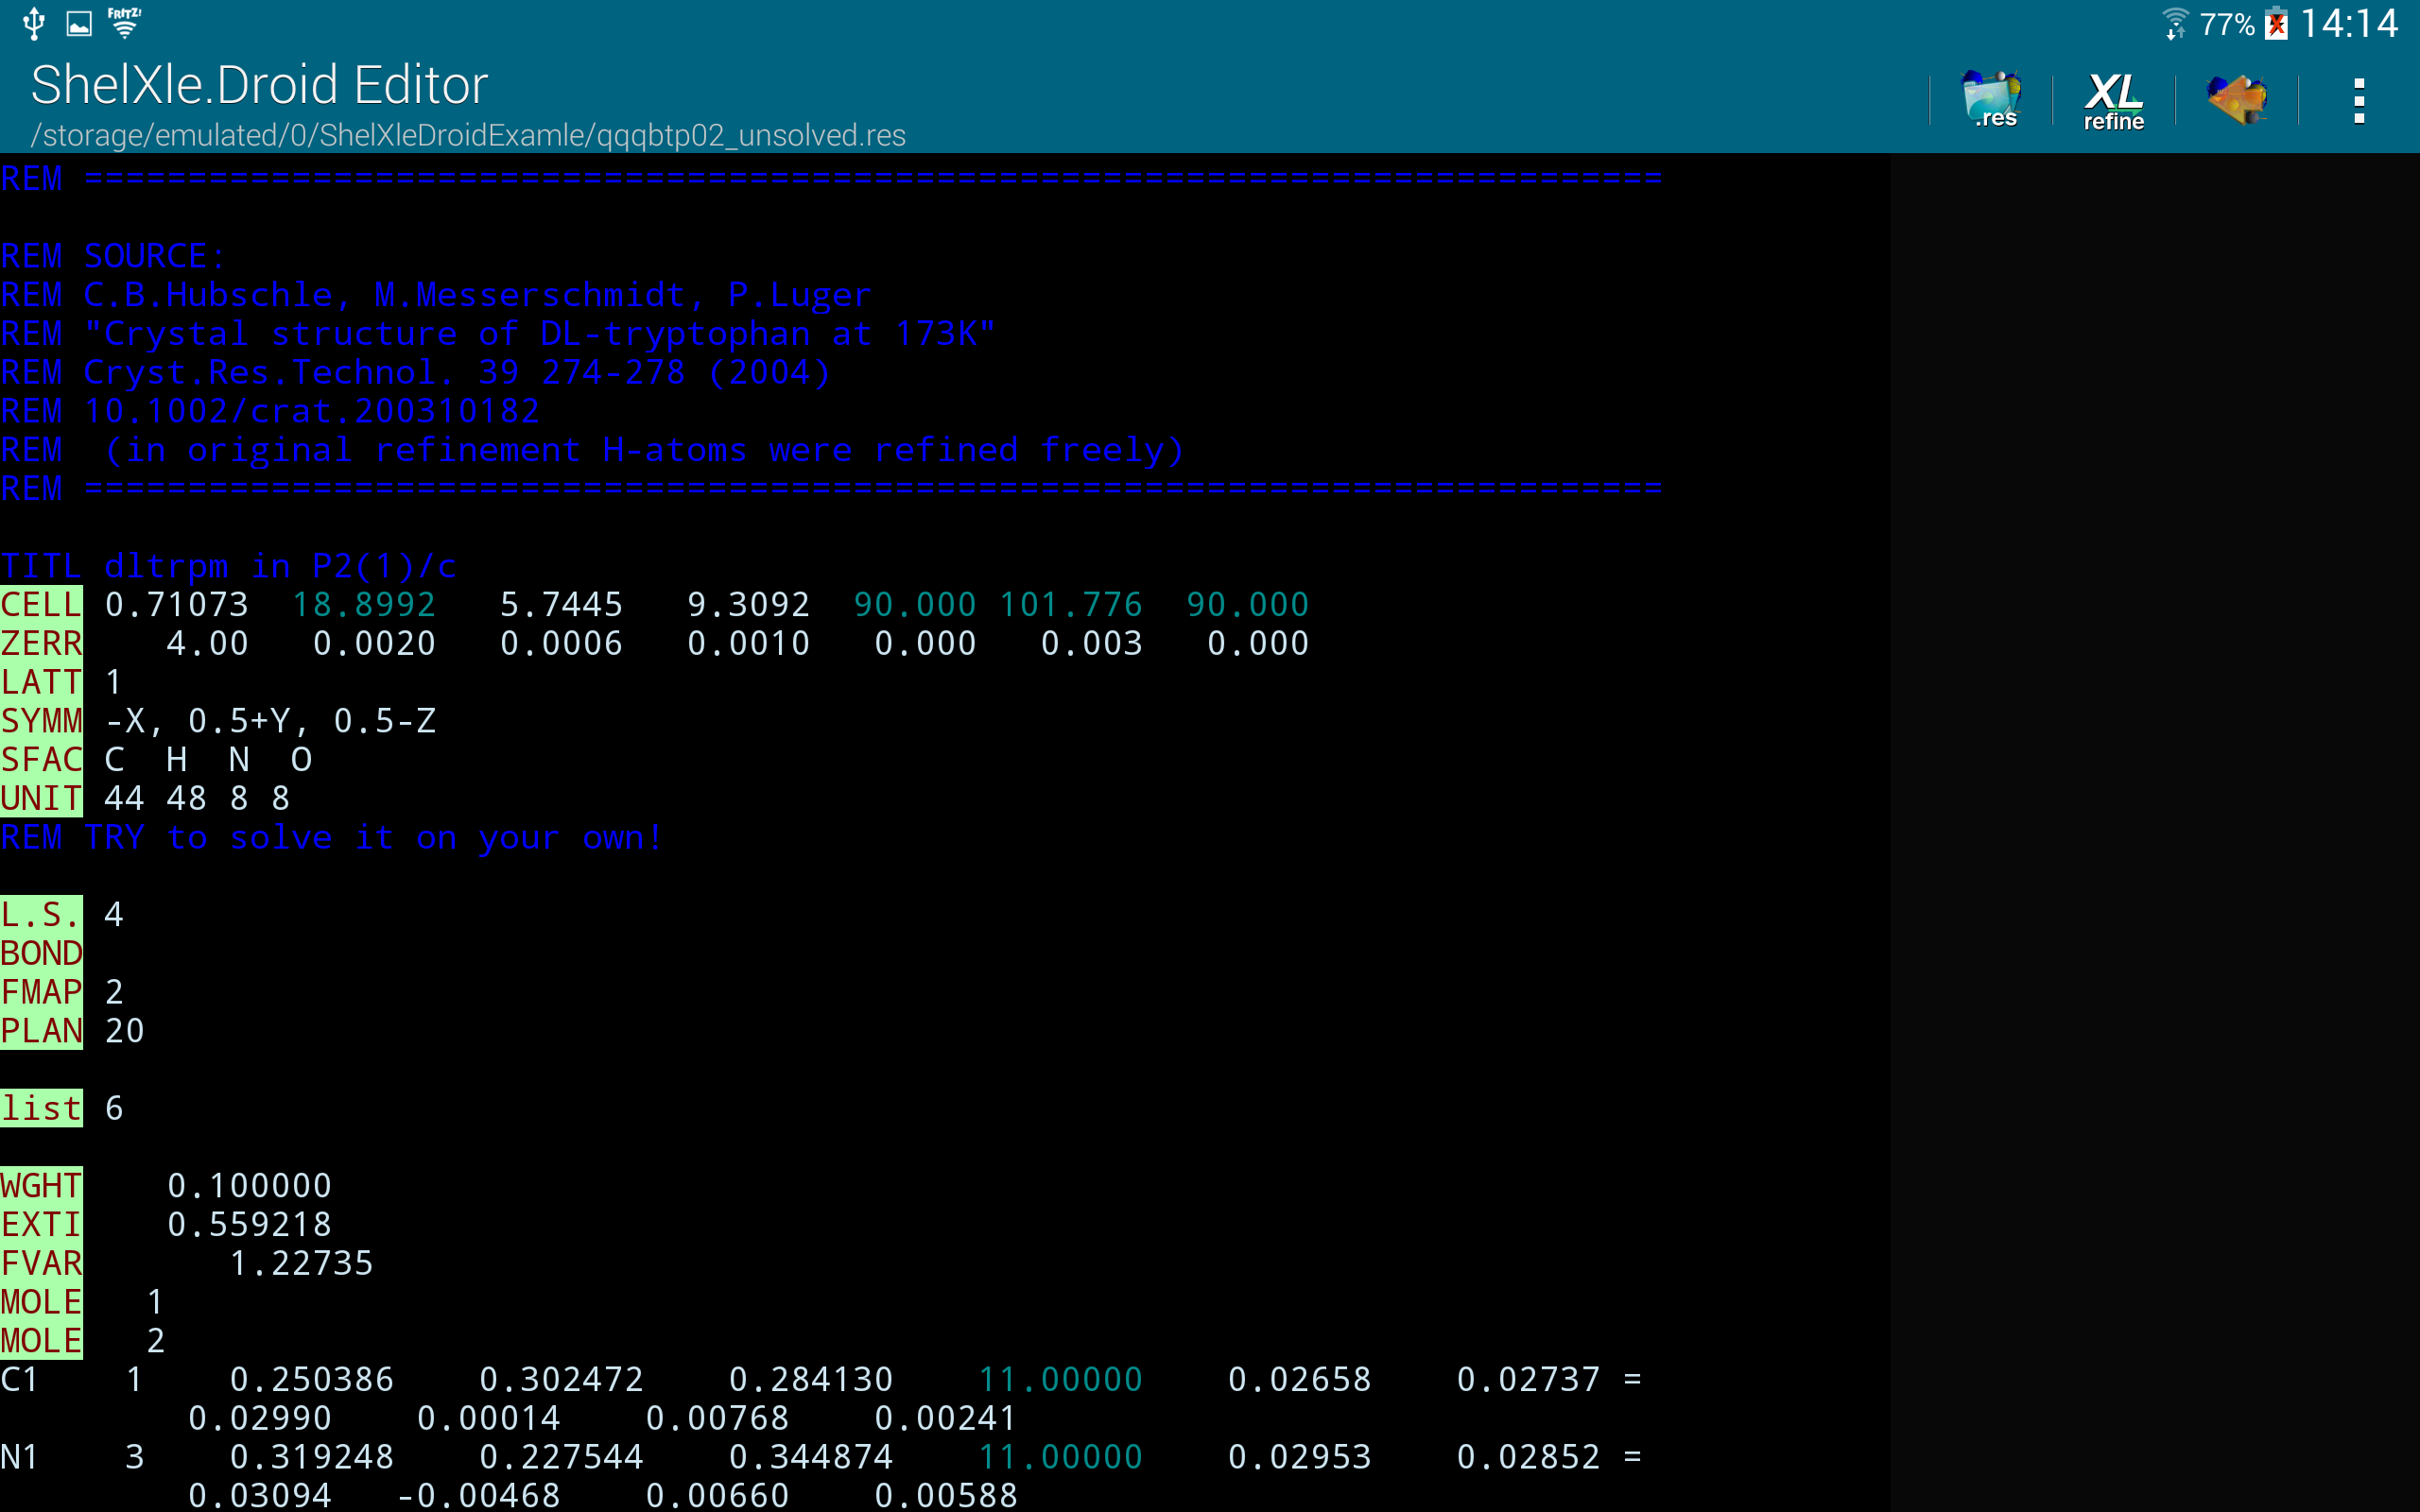 FRITZ! 77% 14:14
ShelXle.Droid Editor
/storage/emulated/0/ShelXleDroidExamle/qqqbtp02_unsolved.res
.res
XL
refine
REM ============================================================================
REM SOURCE:
REM C.B.Hubschle, M.Messerschmidt, P.Luger
REM "Crystal structure of DL-tryptophan at 173K"
REM Cryst.Res.Technol. 39 274-278 (2004)
REM 10.1002/crat.200310182
REM  (in original refinement H-atoms were refined freely)
REM ============================================================================
TITL dltrpm in P2(1)/c
CELL 0.71073  18.8992   5.7445   9.3092  90.000 101.776  90.000
ZERR    4.00   0.0020   0.0006   0.0010   0.000   0.003   0.000
LATT 1
SYMM -X, 0.5+Y, 0.5-Z
SFAC C  H  N  O
UNIT 44 48 8 8
REM TRY to solve it on your own!
L.S. 4
BOND
FMAP 2
PLAN 20
list 6
WGHT    0.100000
EXTI    0.559218
FVAR       1.22735
MOLE   1
MOLE   2
C1    1    0.250386    0.302472    0.284130    11.00000    0.02658    0.02737 =
0.02990    0.00014    0.00768    0.00241
N1    3    0.319248    0.227544    0.344874    11.00000    0.02953    0.02852 =
0.03094   -0.00468    0.00660    0.00588